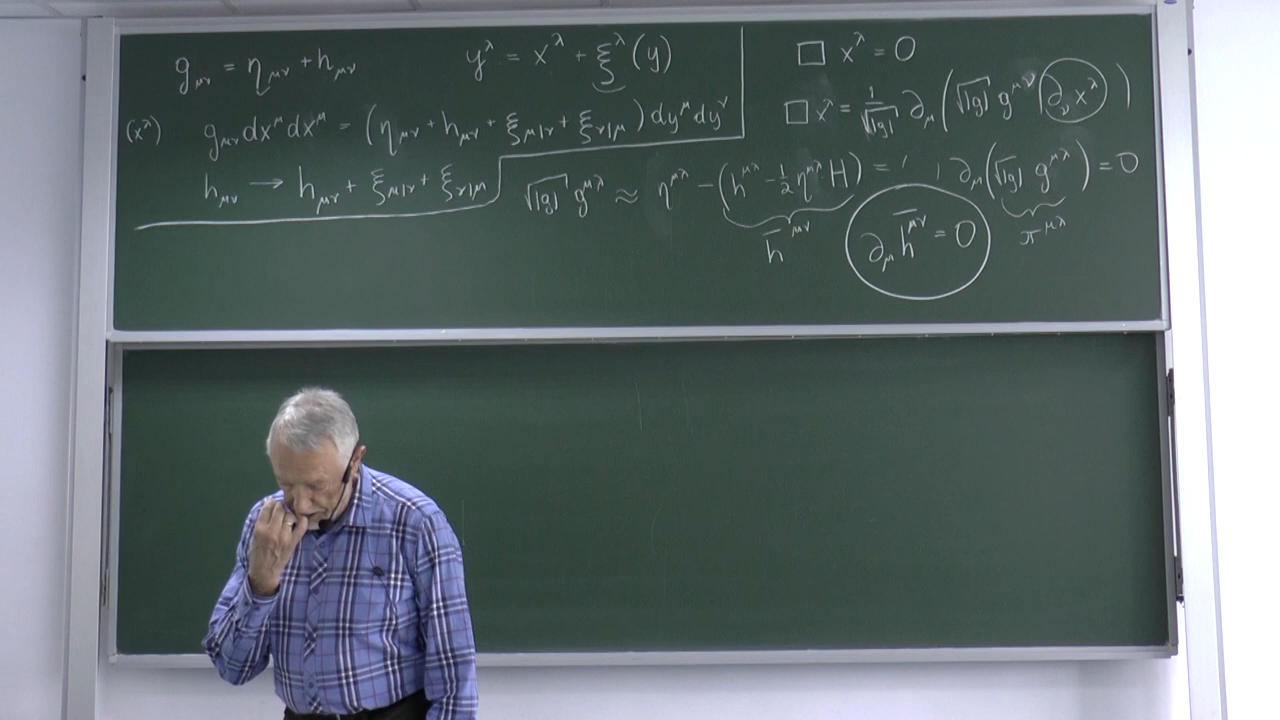 g_{μν} = η_{μν} + h_{μν}
y^λ = x^λ + ξ^λ(y)
(x^λ) g_{μν} dx^μ dx^μ = (η_{μν} + h_{μν} + ξ_{μ|ν} + ξ_{ν|μ}) dy^μ dy^ν
h_{μν} → h_{μν} + ξ_{μ|ν} + ξ_{ν|μ}
□ x^λ = 0
□ x^λ = 1/√|g| ∂_μ (√|g| g^{μν} ∂_ν x^λ)
√|g| g^{μλ} ≈ η^{μλ} − (h^{μλ} − 1/2 η^{μλ} H) = ∂_μ (√|g| g^{μλ}) = 0
h̄^{μν}
∂_μ h̄^{μν} = 0
π^{μλ}